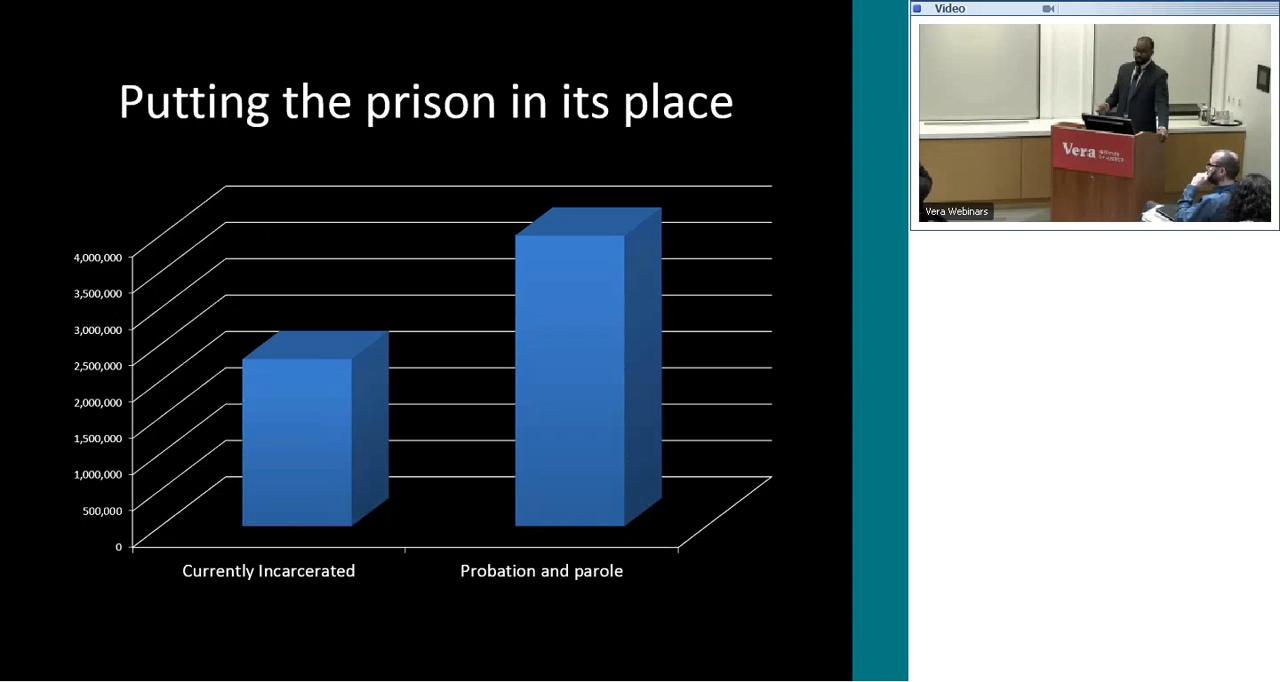 Putting the prison in its place
4,000,000
3,500,000
3,000,000
2,500,000
2,000,000
1,500,000
1,000,000
500,000
0
Currently Incarcerated
Probation and parole
Video
Vera
Vera Webinars